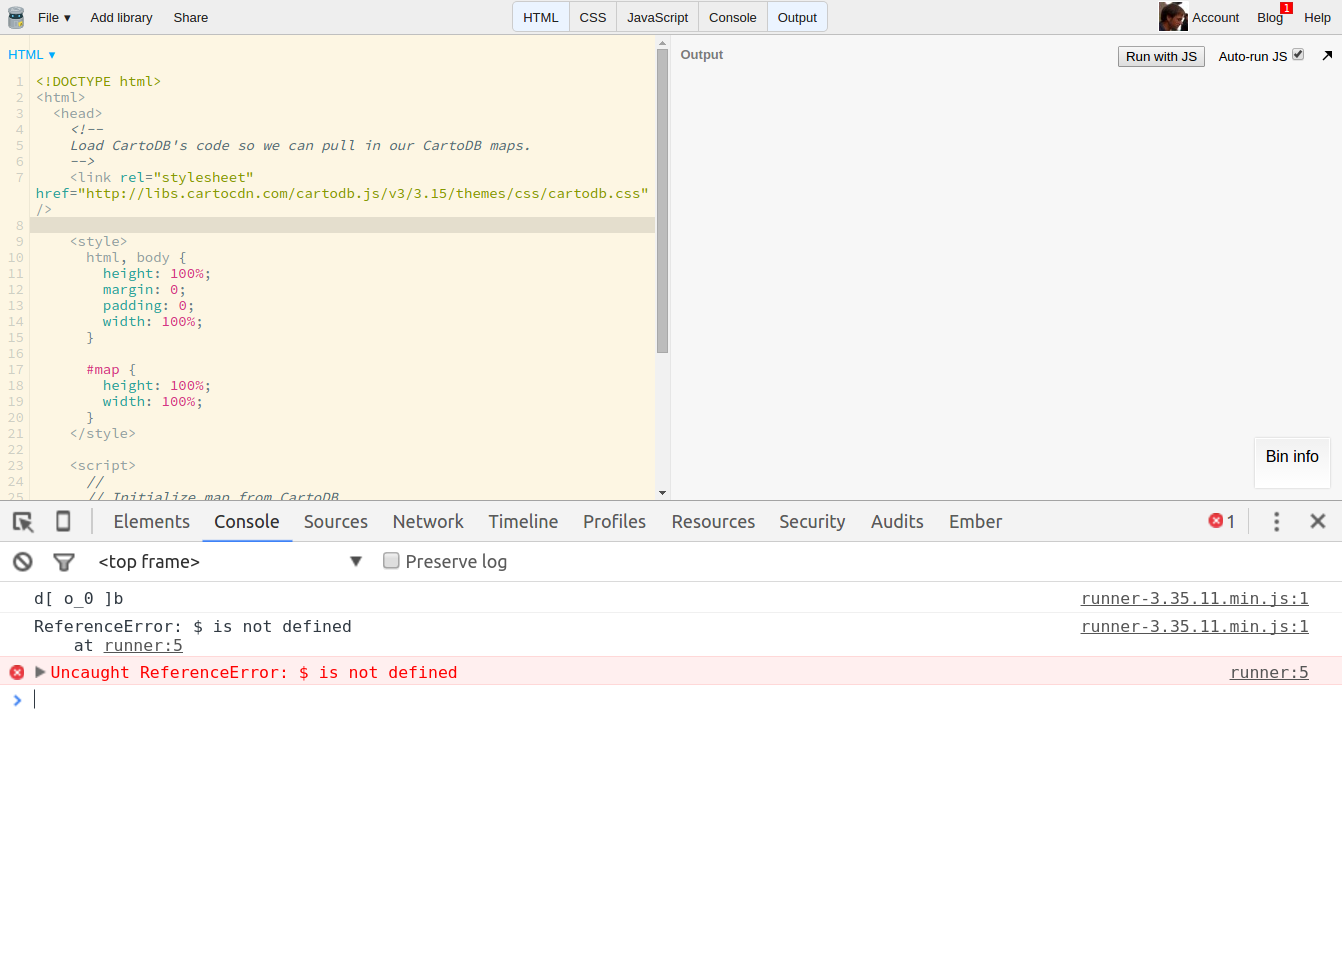 File ▾ Add library Share HTML CSS JavaScript Console Output Account Blog 1 Help
HTML ▾
1 <!DOCTYPE html>
2 <html>
3 <head>
4 <!--
5 Load CartoDB's code so we can pull in our CartoDB maps.
6 -->
7 <link rel="stylesheet"
href="http://libs.cartocdn.com/cartodb.js/v3/3.15/themes/css/cartodb.css"
/>
8
9 <style>
10 html, body {
11 height: 100%;
12 margin: 0;
13 padding: 0;
14 width: 100%;
15 }
16
17 #map {
18 height: 100%;
19 width: 100%;
20 }
21 </style>
22
23 <script>
24 //
25 // Initialize map from CartoDB
Output Run with JS Auto-run JS
Bin info
Elements Console Sources Network Timeline Profiles Resources Security Audits Ember 1
<top frame> ▼ Preserve log
d[ o_0 ]b runner-3.35.11.min.js:1
ReferenceError: $ is not defined runner-3.35.11.min.js:1
at runner:5
Uncaught ReferenceError: $ is not defined runner:5